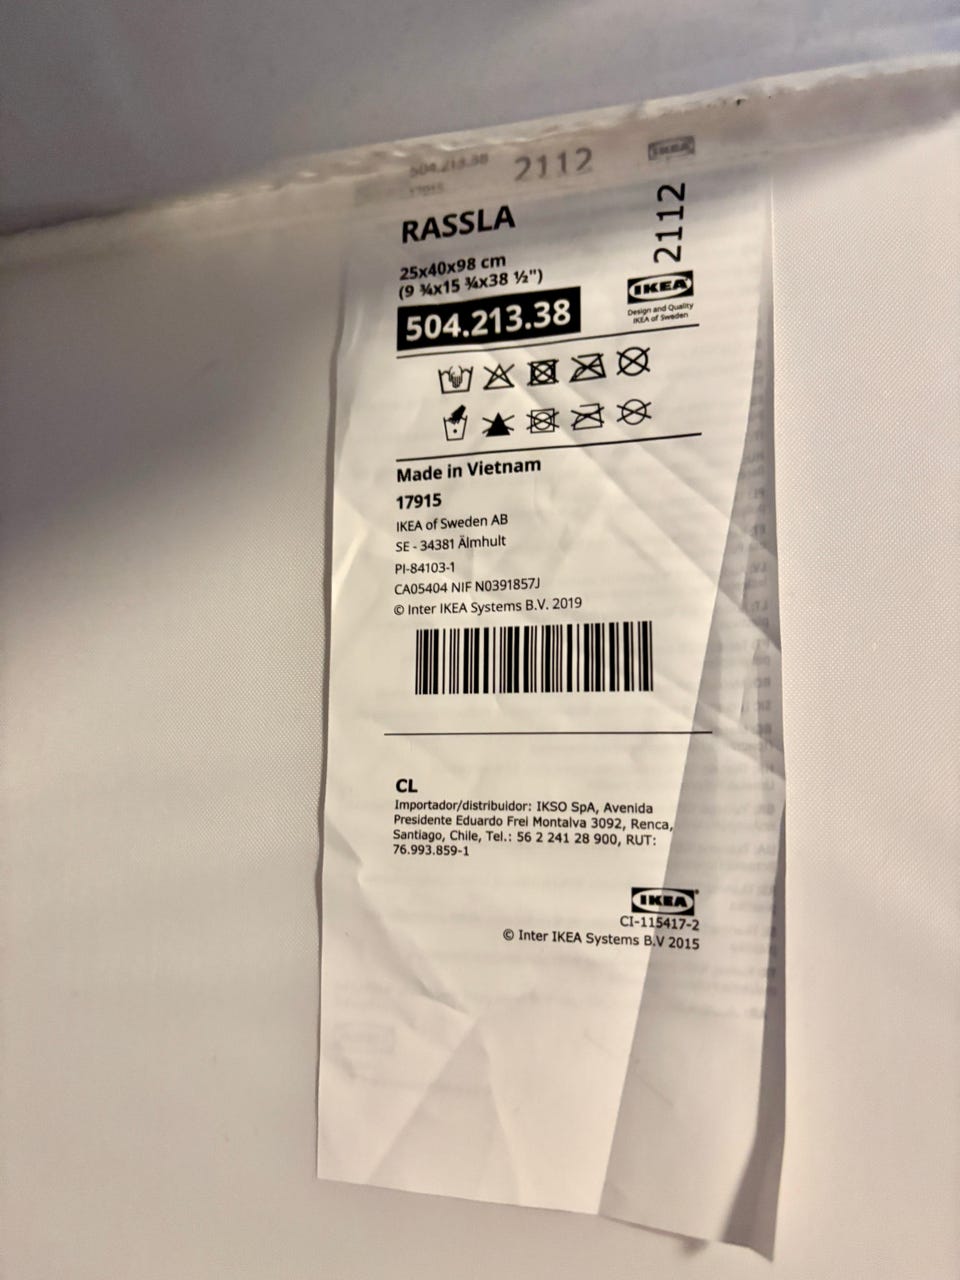 504.213.38
17915
2112
IKEA
RASSLA
2112
25x40x98 cm
(9 ¾x15 ¾x38 ½")
504.213.38
IKEA
Design and Quality
IKEA of Sweden
Made in Vietnam
17915
IKEA of Sweden AB
SE - 34381 Älmhult
PI-84103-1
CA05404 NIF N0391857J
© Inter IKEA Systems B.V. 2019
CL
Importador/distribuidor: IKSO SpA, Avenida
Presidente Eduardo Frei Montalva 3092, Renca,
Santiago, Chile, Tel.: 56 2 241 28 900, RUT:
76.993.859-1
IKEA
CI-115417-2
© Inter IKEA Systems B.V 2015